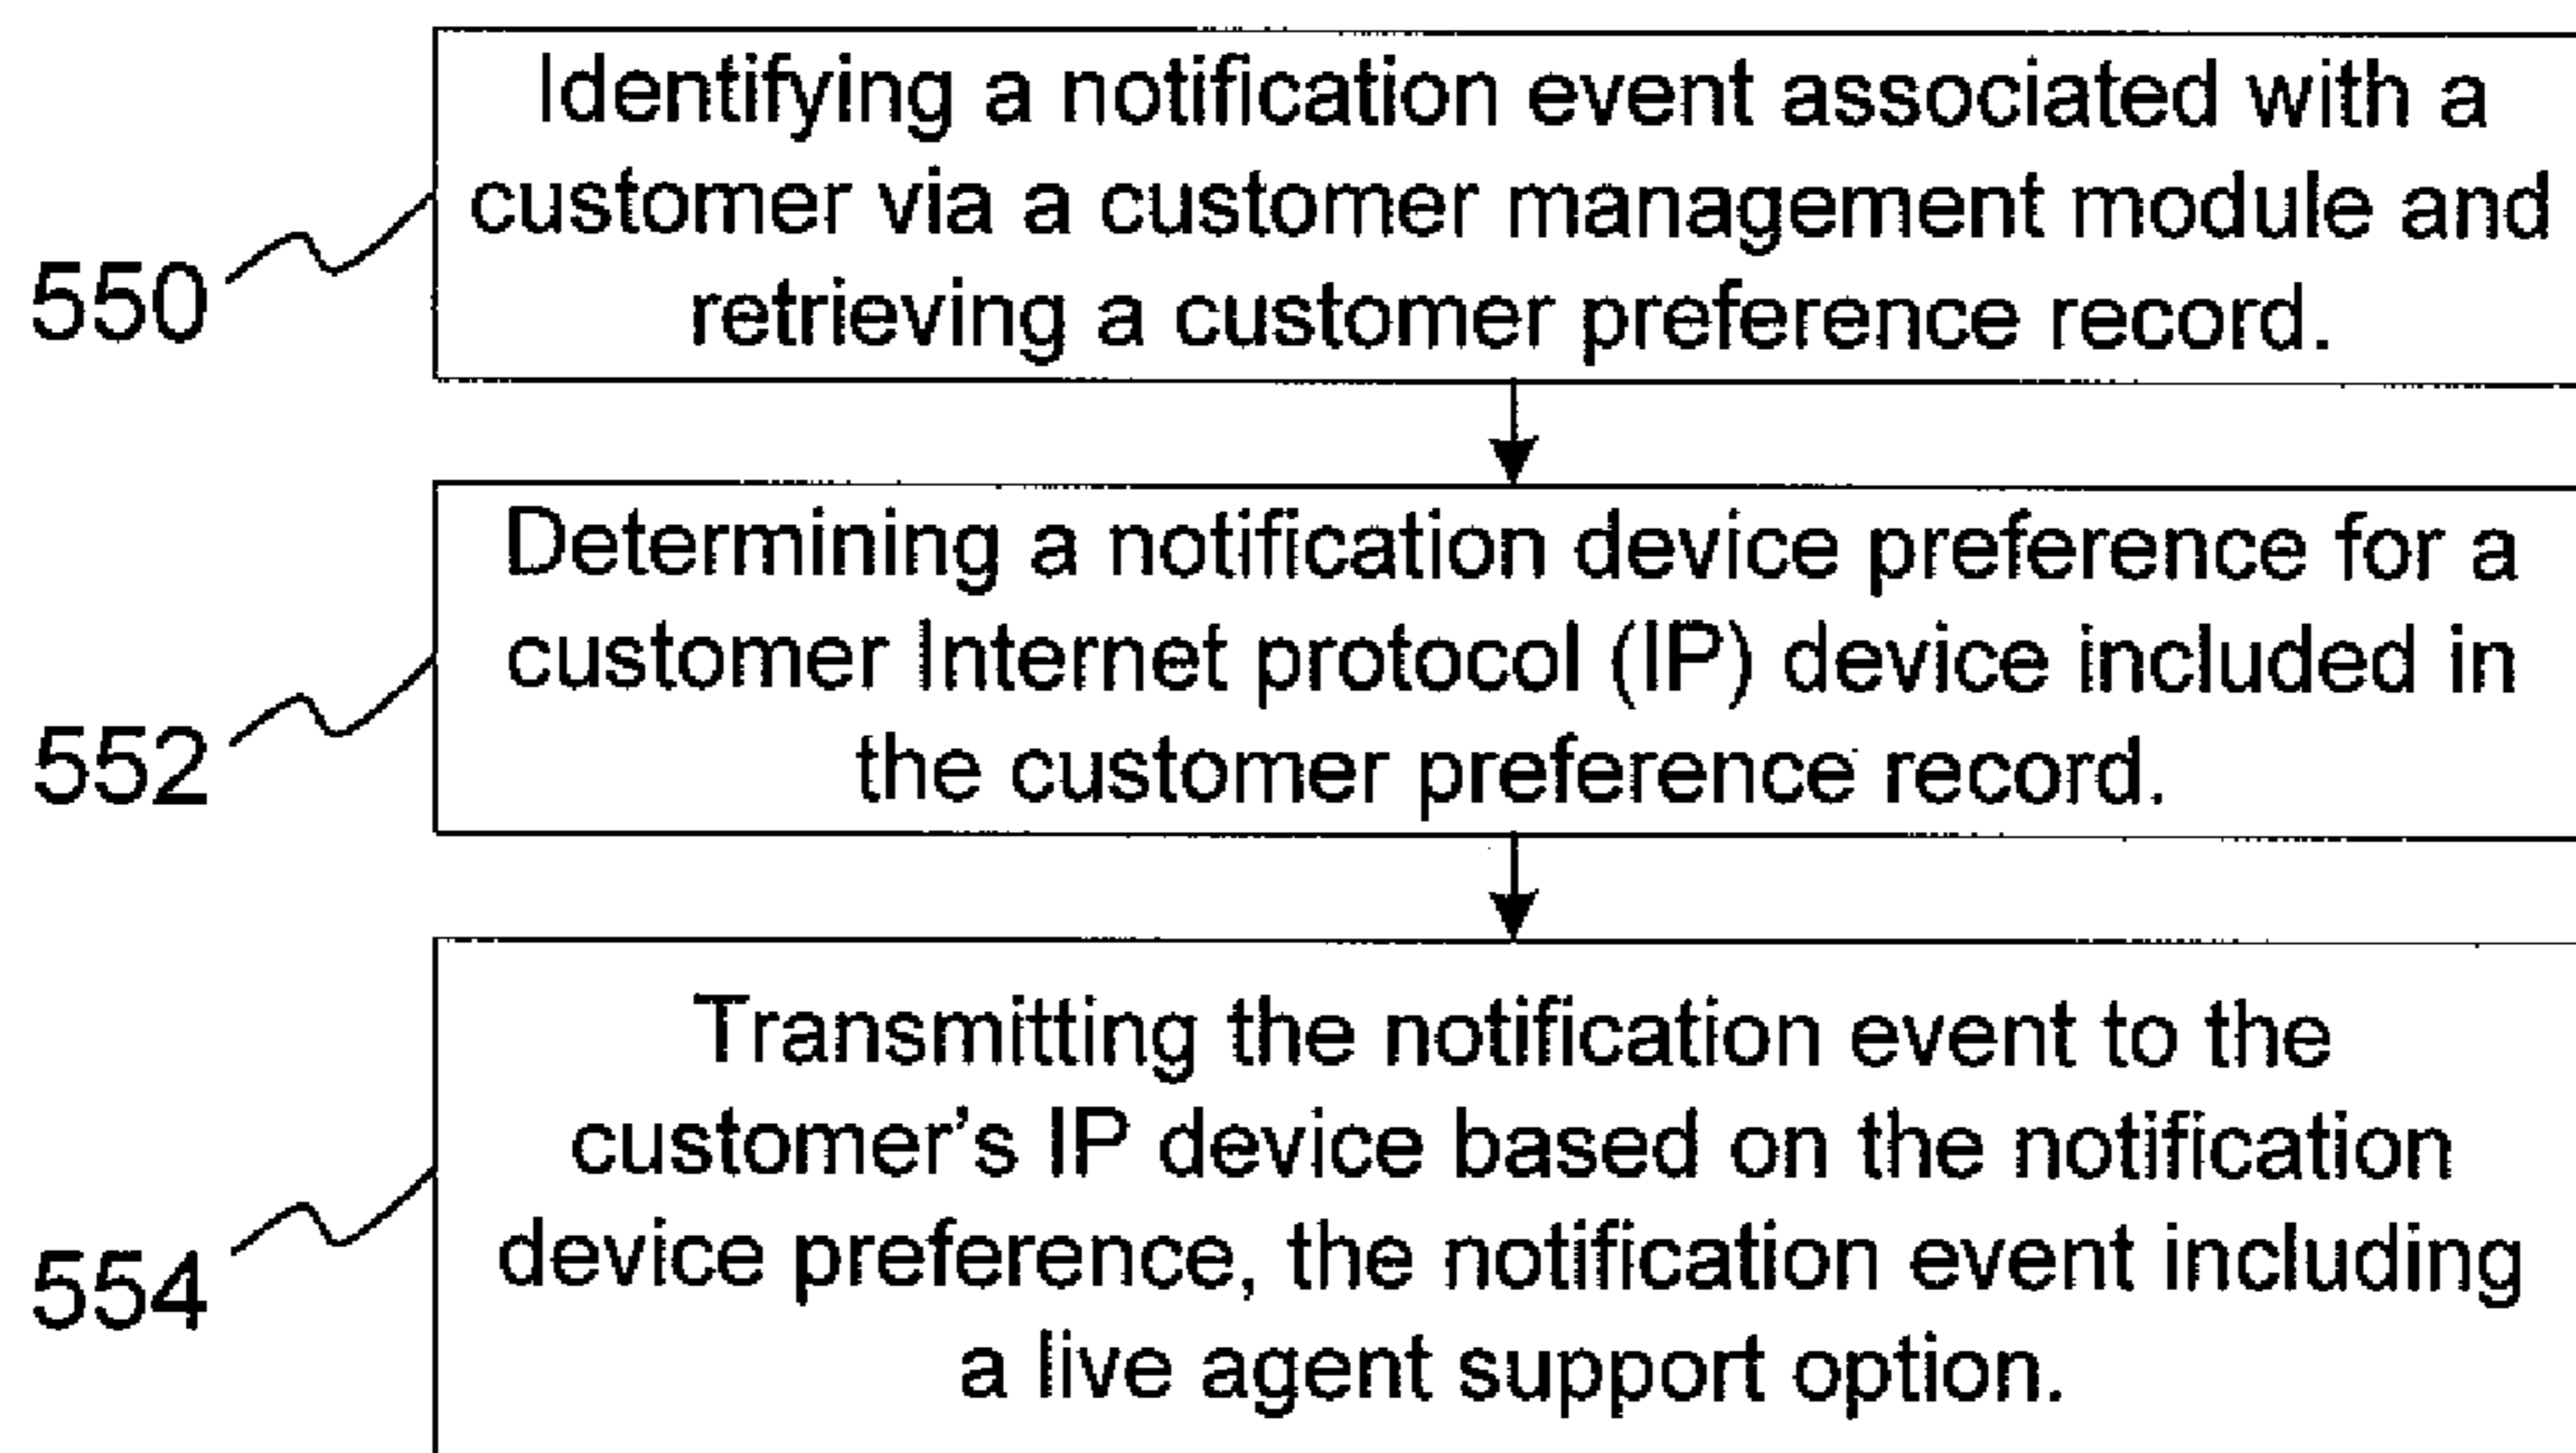 Identifying a notification event associated with a
customer via a customer management module and
retrieving a customer preference record.
550
Determining a notification device preference for a
customer Internet protocol (IP) device included in
the customer preference record.
552
Transmitting the notification event to the
customer’s IP device based on the notification
device preference, the notification event including
a live agent support option.
554